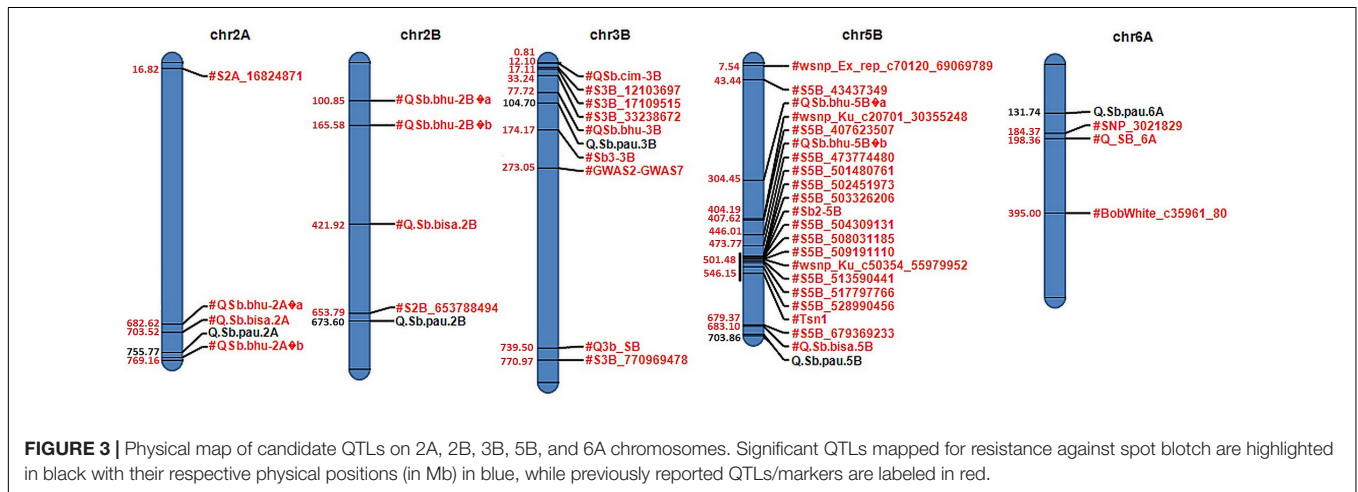 chr2A
16.82
#S2A_16824871
#QSb.bhu-2A�a
682.62
#Q.Sb.bisa.2A
703.52
Q.Sb.pau.2A
755.77
#QSb.bhu-2A�b
769.16
chr2B
100.85
#QSb.bhu-2B�a
165.58
#QSb.bhu-2B�b
421.92
#Q.Sb.bisa.2B
653.79
#S2B_653788494
673.60
Q.Sb.pau.2B
chr3B
0.81
12.10
17.11
33.24
77.72
104.70
174.17
273.05
739.50
770.97
#QSb.cim-3B
#S3B_12103697
#S3B_17109515
#S3B_33238672
#QSb.bhu-3B
Q.Sb.pau.3B
#Sb3-3B
#GWAS2-GWAS7
#Q3b_SB
#S3B_770969478
chr5B
7.54
43.44
304.45
404.19
407.62
446.01
473.77
501.48
546.15
679.37
683.10
703.86
#wsnp_Ex_rep_c70120_69069789
#S5B_43437349
#QSb.bhu-5B�a
#wsnp_Ku_c20701_30355248
#S5B_407623507
#QSb.bhu-5B�b
#S5B_473774480
#S5B_501480761
#S5B_502451973
#S5B_503326206
#Sb2-5B
#S5B_504309131
#S5B_508031185
#S5B_509191110
#wsnp_Ku_c50354_55979952
#S5B_513590441
#S5B_517797766
#S5B_528990456
#Tsn1
#S5B_679369233
#Q.Sb.bisa.5B
Q.Sb.pau.5B
chr6A
131.74
184.37
198.36
395.00
Q.Sb.pau.6A
#SNP_3021829
#Q_SB_6A
#BobWhite_c35961_80
FIGURE 3 | Physical map of candidate QTLs on 2A, 2B, 3B, 5B, and 6A chromosomes. Significant QTLs mapped for resistance against spot blotch are highlighted
in black with their respective physical positions (in Mb) in blue, while previously reported QTLs/markers are labeled in red.